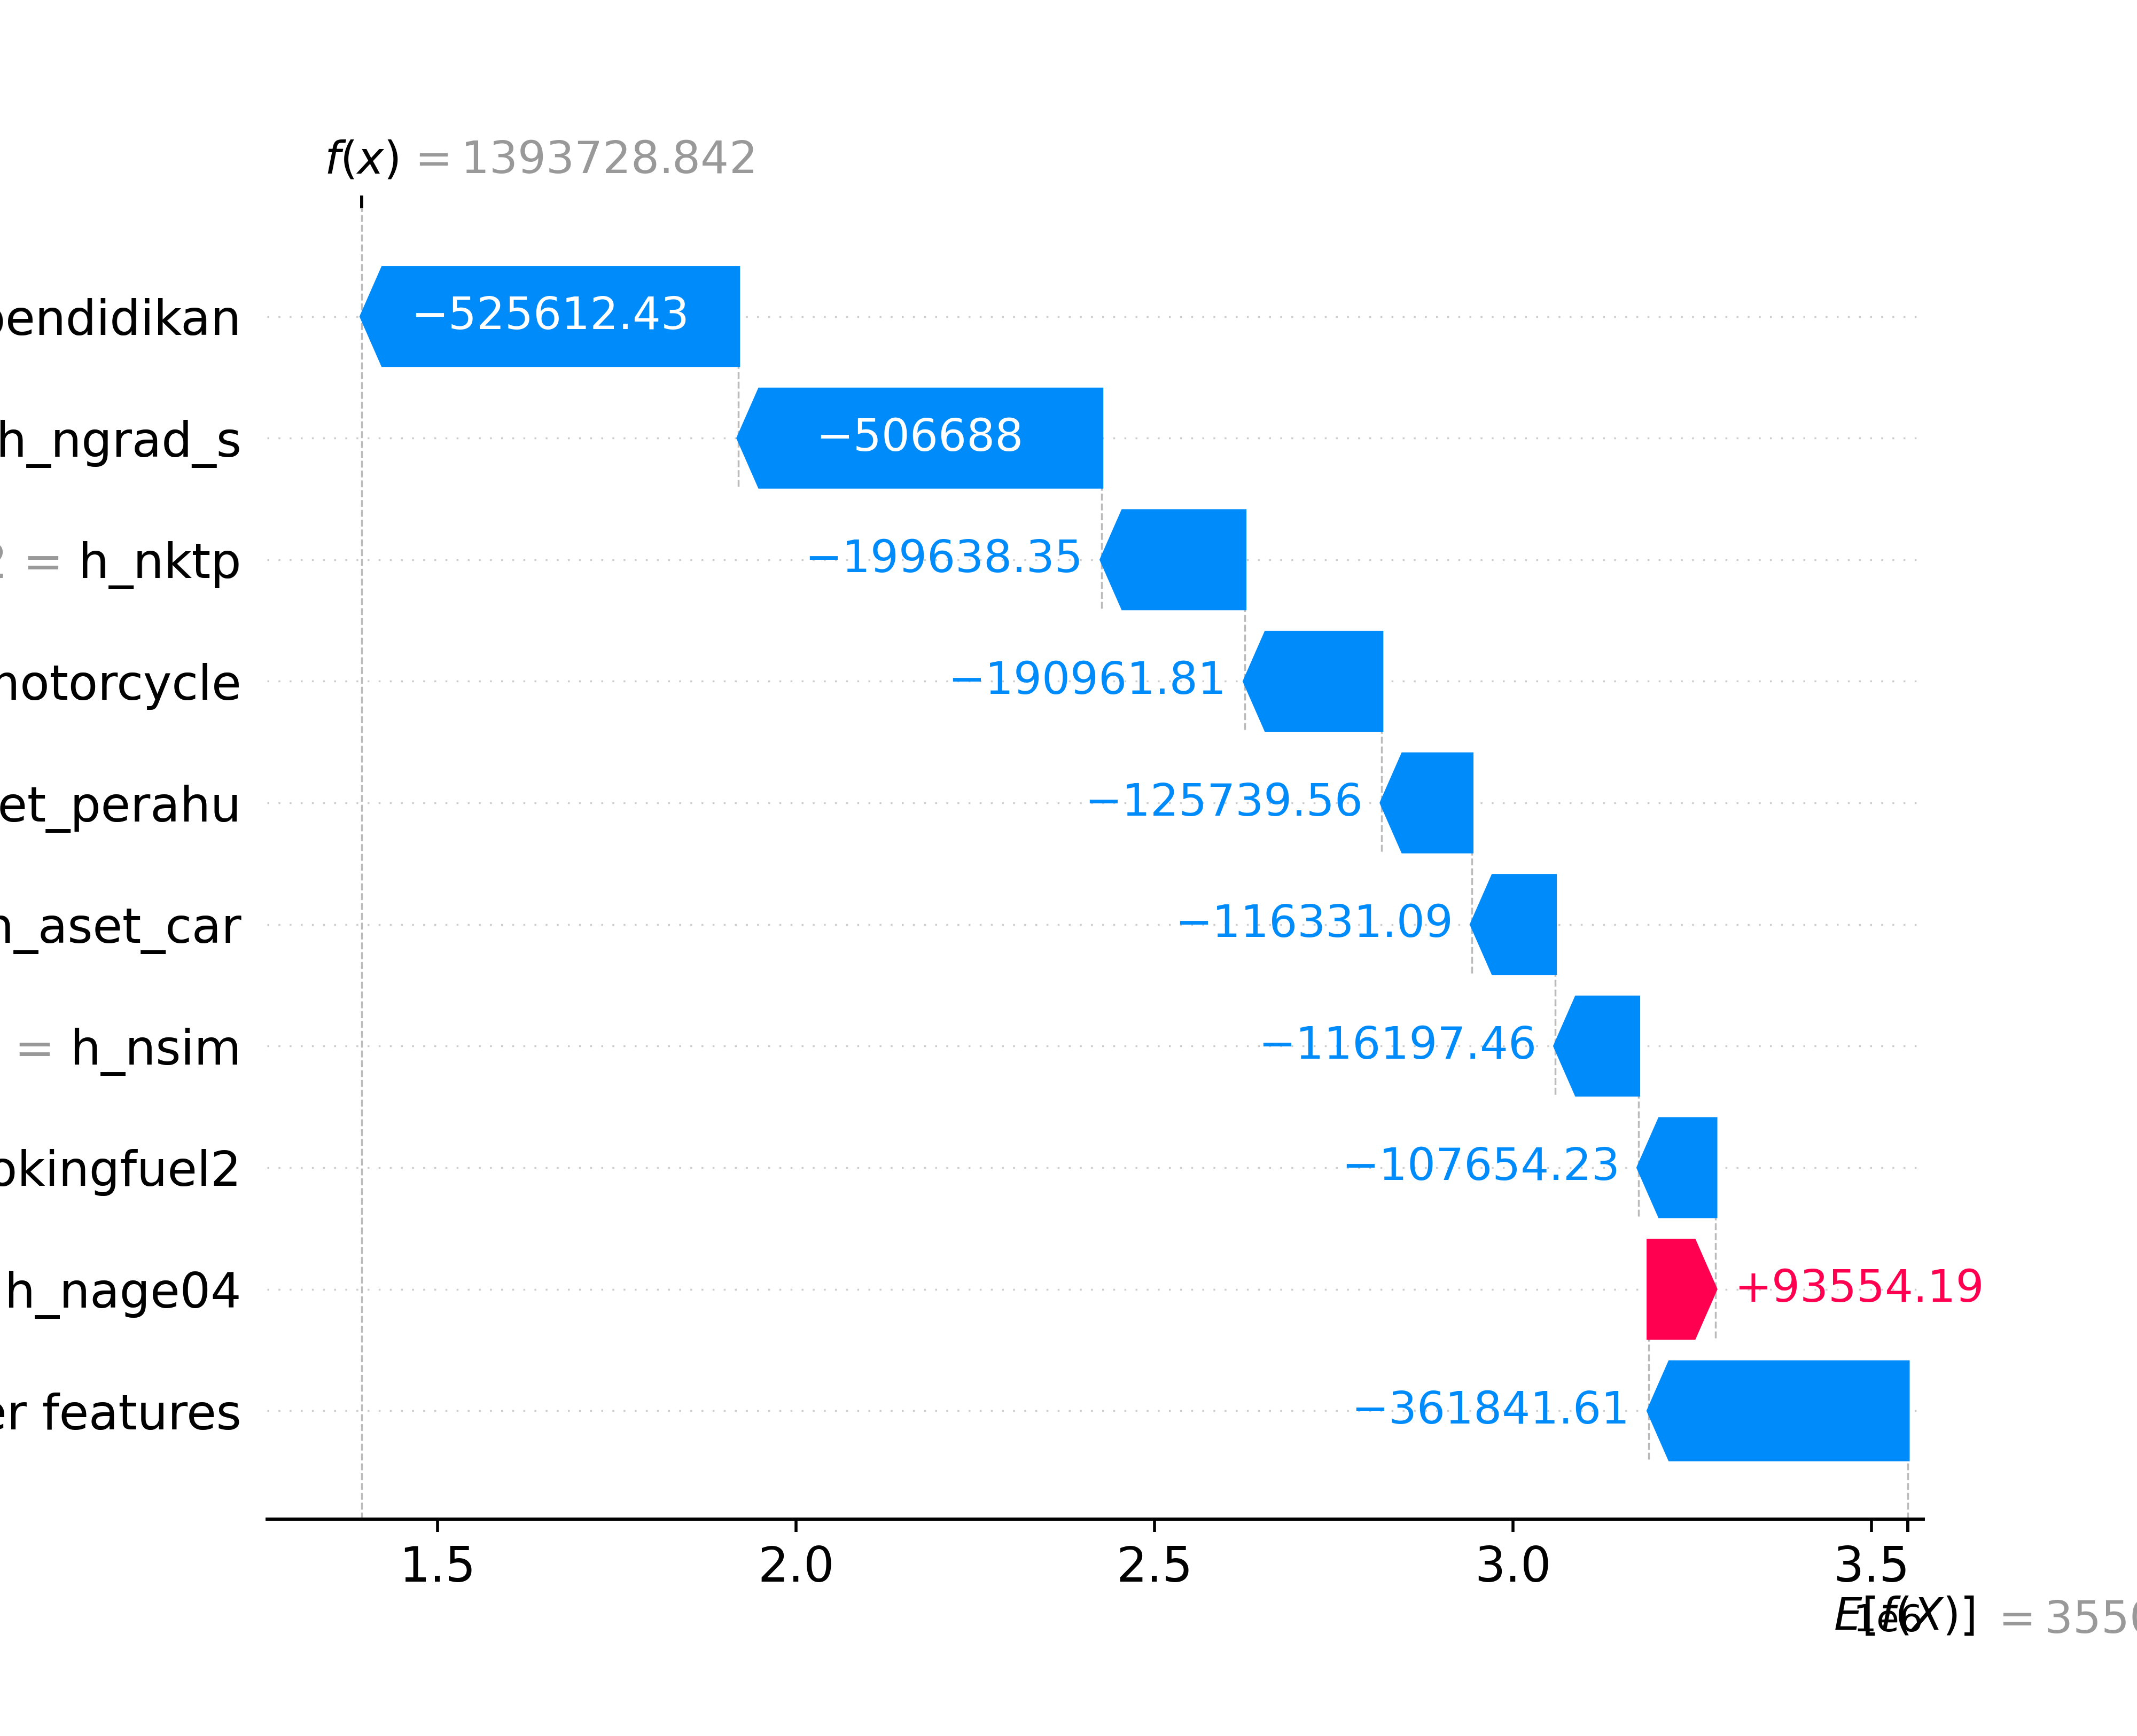 f(x) = 1393728.842
pendidikan −525612.43
h_ngrad_s −506688
= h_nktp −199638.35
motorcycle −190961.81
et_perahu −125739.56
_aset_car −116331.09
= h_nsim −116197.46
okingfuel2 −107654.23
h_nage04 +93554.19
er features −361841.61
1.5 2.0 2.5 3.0 3.5
1e6
E[f(X)] = 355